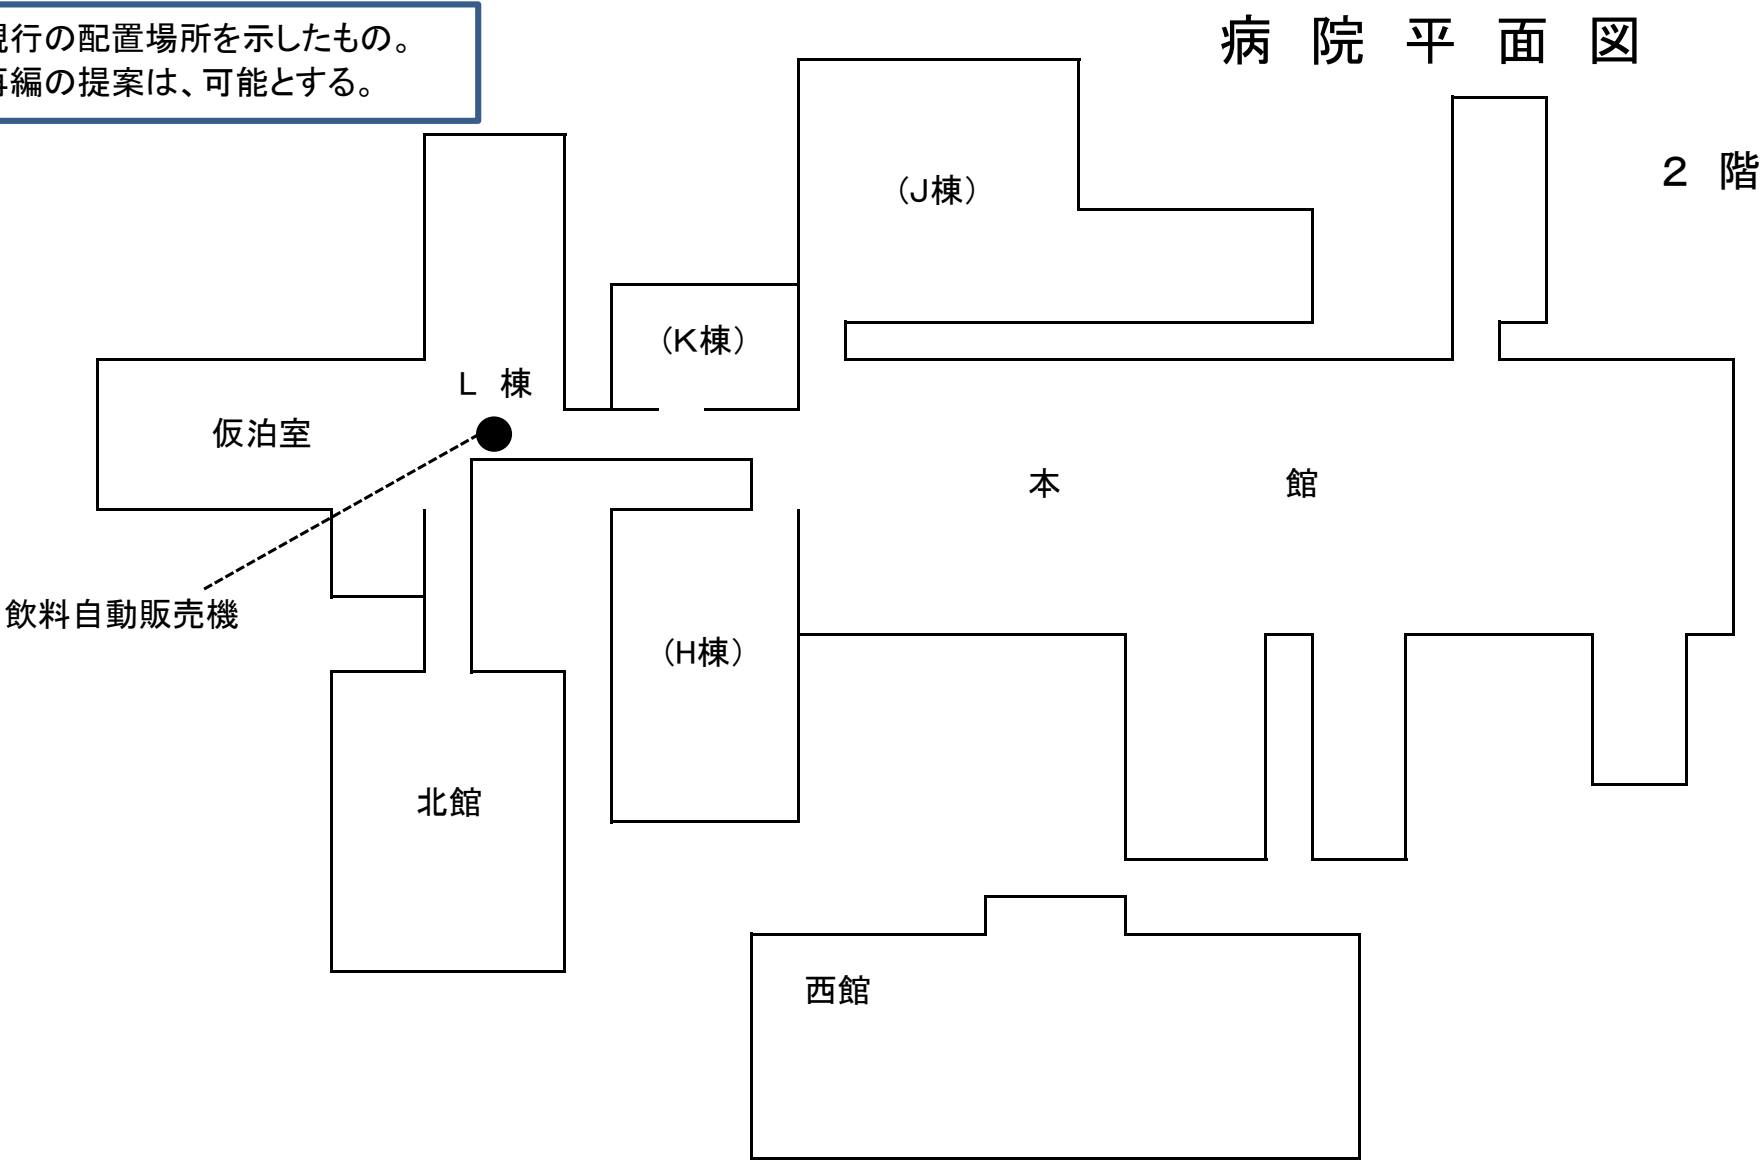 現行の配置場所を示したもの。
再編の提案は、可能とする。
病 院 平 面 図
２ 階
（J棟）
（K棟）
L 棟
仮泊室
本 館
飲料自動販売機
（H棟）
北館
西館